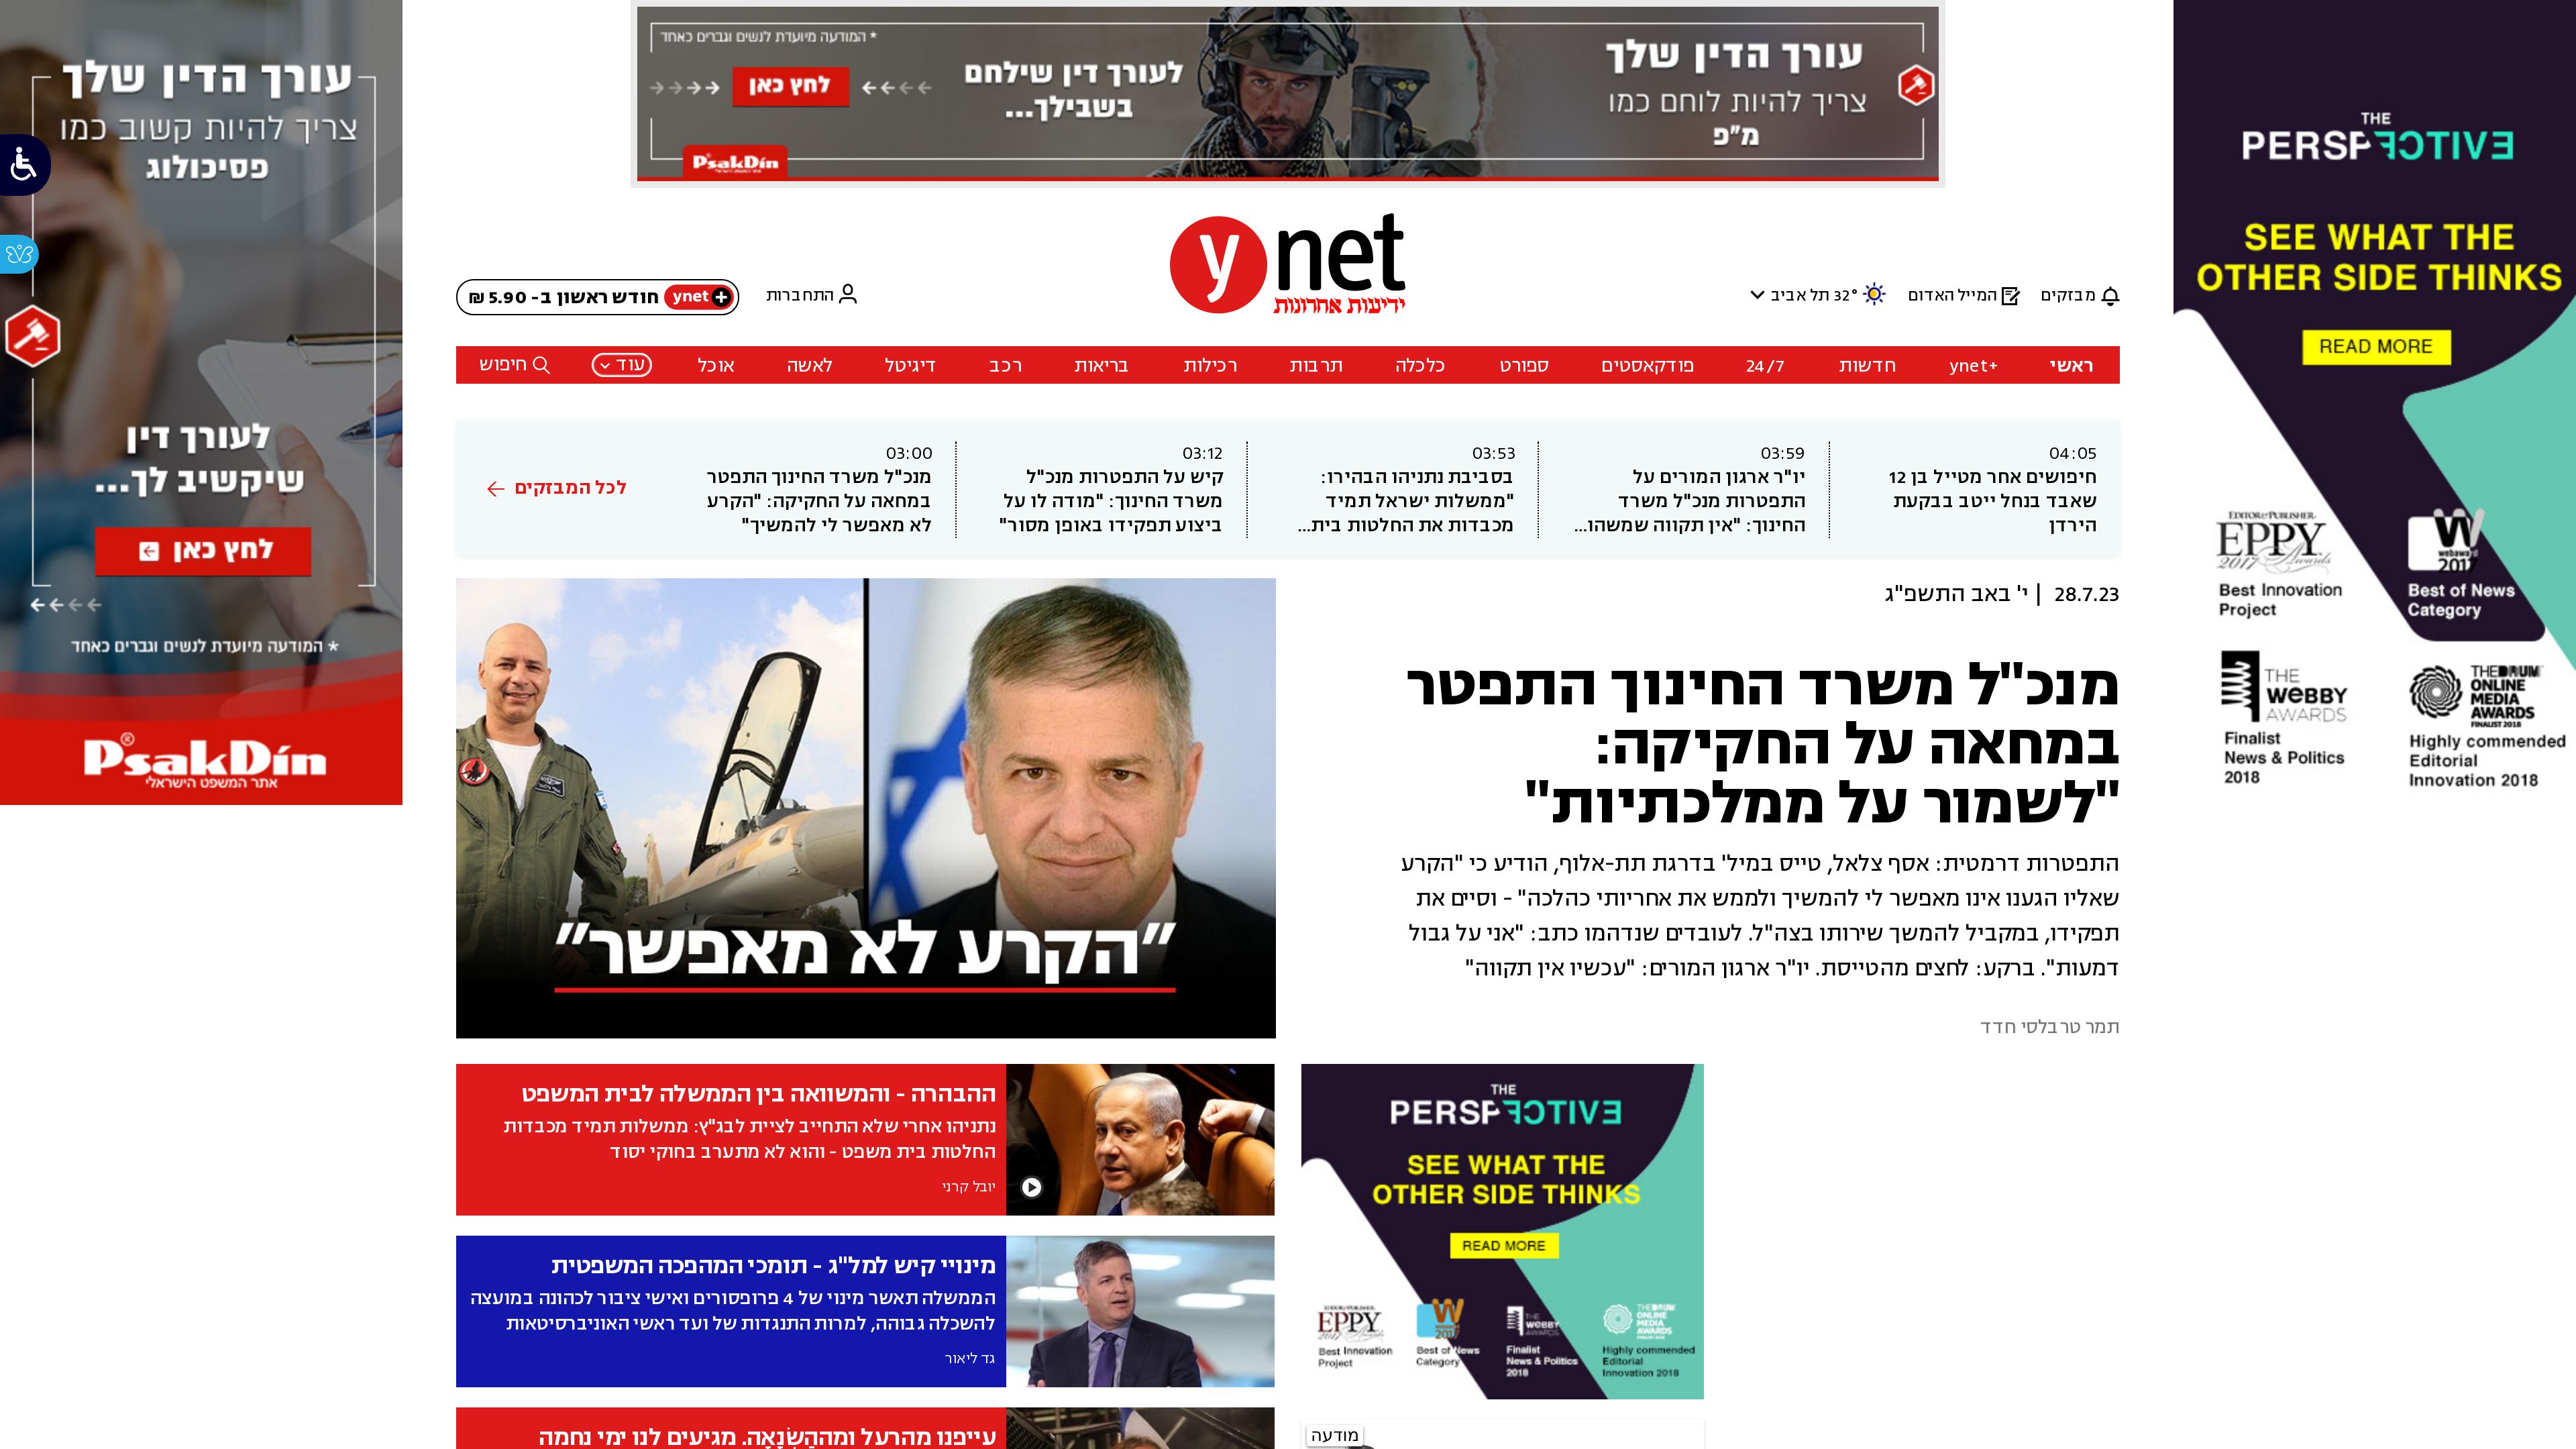 עורך הדין שלך
צריך להיות קשוב כמו
פסיכולוג
לעורך דין
שיקשיב לך...
לחץ כאן
* המודעה מיועדת לנשים וגברים כאחד
PsakDin
אתר המשפט הישראלי
* המודעה מיועדת לנשים וגברים כאחד
עורך הדין שלך
צריך להיות לוחם כמו
מ"פ
לעורך דין שילחם
בשבילך...
לחץ כאן
PsakDin
THE
PERSPECTIVE
SEE WHAT THE
OTHER SIDE THINKS
READ MORE
EDITOR & PUBLISHER
EPPY
2017 Awards
Best Innovation
Project
W
webaward
2017
Best of News
Category
THE
WEBBY
AWARDS
Finalist
News & Politics
2018
THE DRUM
ONLINE
MEDIA
AWARDS
FINALIST 2018
Highly commended
Editorial
Innovation 2018
ynet
ידיעות אחרונות
מבזקים
המייל האדום
32° תל אביב
התחברות
ynet+ חודש ראשון ב- 5.90 ₪
ראשי
ynet+
חדשות
24/7
פודקאסטים
ספורט
כלכלה
תרבות
רכילות
בריאות
רכב
דיגיטל
לאשה
אוכל
עוד
חיפוש
04:05
חיפושים אחר מטייל בן 12
שאבד בנחל ייטב בבקעת
הירדן
03:59
יו"ר ארגון המורים על
התפטרות מנכ"ל משרד
החינוך: "אין תקווה שמשהו...
03:53
בסביבת נתניהו הבהירו:
"ממשלות ישראל תמיד
מכבדות את החלטות בית...
03:12
קיש על התפטרות מנכ"ל
משרד החינוך: "מודה לו על
ביצוע תפקידו באופן מסור"
03:00
מנכ"ל משרד החינוך התפטר
במחאה על החקיקה: "הקרע
לא מאפשר לי להמשיך"
לכל המבזקים
28.7.23 | י' באב התשפ"ג
מנכ"ל משרד החינוך התפטר
במחאה על החקיקה:
"לשמור על ממלכתיות"
התפטרות דרמטית: אסף צלאל, טייס במיל' בדרגת תת-אלוף, הודיע כי "הקרע
שאליו הגענו אינו מאפשר לי להמשיך ולממש את אחריותי כהלכה" - וסיים את
תפקידו, במקביל להמשך שירותו בצה"ל. לעובדים שנדהמו כתב: "אני על גבול
דמעות". ברקע: לחצים מהטייסת. יו"ר ארגון המורים: "עכשיו אין תקווה"
תמר טרבלסי חדד
"הקרע לא מאפשר"
ההבהרה - והמשוואה בין הממשלה לבית המשפט
נתניהו אחרי שלא התחייב לציית לבג"ץ: ממשלות תמיד מכבדות
החלטות בית משפט - והוא לא מתערב בחוקי יסוד
יובל קרני
מינויי קיש למל"ג - תומכי המהפכה המשפטית
הממשלה תאשר מינוי של 4 פרופסורים ואישי ציבור לכהונה במועצה
להשכלה גבוהה, למרות התנגדות של ועד ראשי האוניברסיטאות
גד ליאור
עייפנו מהרעל ומההַשְׂנָאָה. מגיעים לנו ימי נחמה
THE
PERSPECTIVE
SEE WHAT THE
OTHER SIDE THINKS
READ MORE
EDITOR & PUBLISHER
EPPY
2017 Awards
Best Innovation
Project
W
2017
Best of News
Category
THE
WEBBY
AWARDS
Finalist
News & Politics
2018
THE DRUM
ONLINE
MEDIA
AWARDS
Highly commended
Editorial
Innovation 2018
מודעה